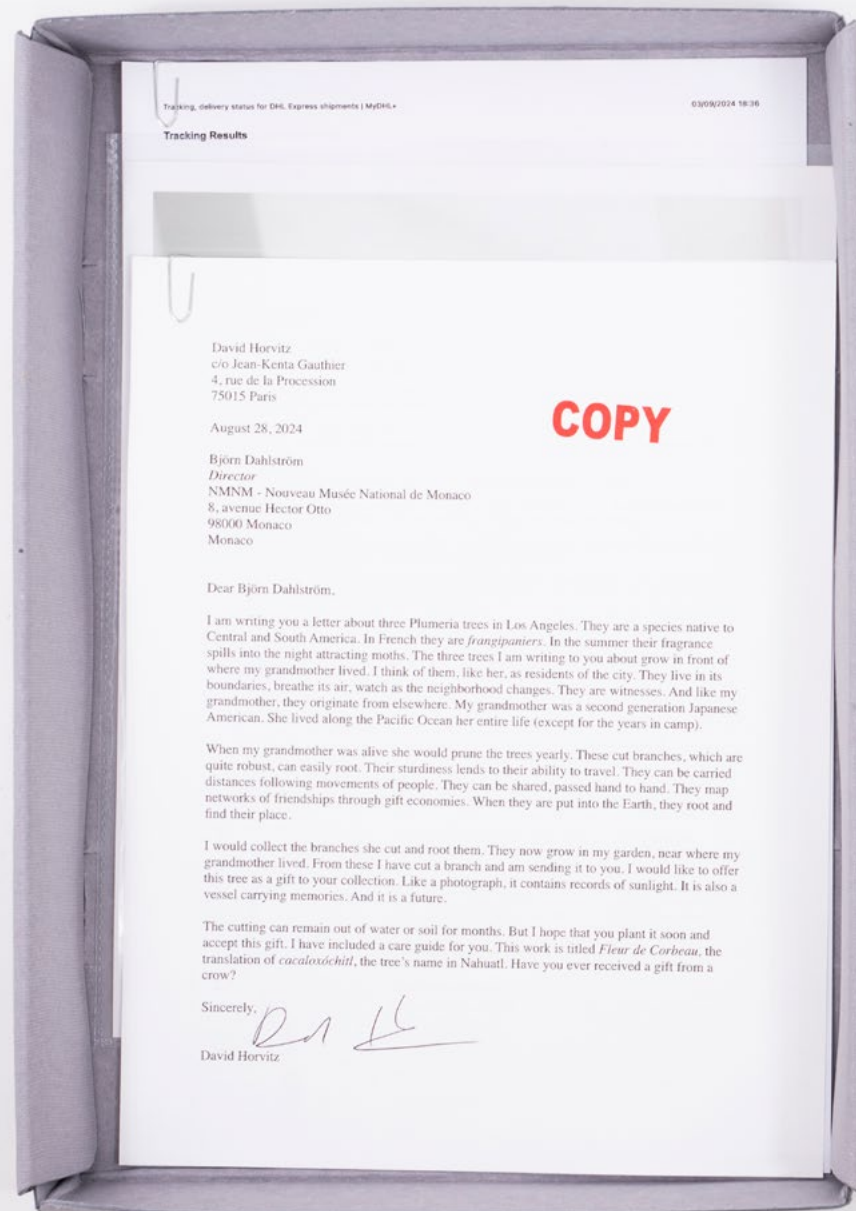 Tracking, delivery status for DHL Express shipments | MyDHL+
03/09/2024 18:36
Tracking Results
David Horvitz
c/o Jean-Kenta Gauthier
4, rue de la Procession
75015 Paris
COPY
August 28, 2024
Björn Dahlström
Director
NMNM - Nouveau Musée National de Monaco
8, avenue Hector Otto
98000 Monaco
Monaco
Dear Björn Dahlström,
I am writing you a letter about three Plumeria trees in Los Angeles. They are a species native to
Central and South America. In French they are frangipaniers. In the summer their fragrance
spills into the night attracting moths. The three trees I am writing to you about grow in front of
where my grandmother lived. I think of them, like her, as residents of the city. They live in its
boundaries, breathe its air, watch as the neighborhood changes. They are witnesses. And like my
grandmother, they originate from elsewhere. My grandmother was a second generation Japanese
American. She lived along the Pacific Ocean her entire life (except for the years in camp).
When my grandmother was alive she would prune the trees yearly. These cut branches, which are
quite robust, can easily root. Their sturdiness lends to their ability to travel. They can be carried
distances following movements of people. They can be shared, passed hand to hand. They map
networks of friendships through gift economies. When they are put into the Earth, they root and
find their place.
I would collect the branches she cut and root them. They now grow in my garden, near where my
grandmother lived. From these I have cut a branch and am sending it to you. I would like to offer
this tree as a gift to your collection. Like a photograph, it contains records of sunlight. It is also a
vessel carrying memories. And it is a future.
The cutting can remain out of water or soil for months. But I hope that you plant it soon and
accept this gift. I have included a care guide for you. This work is titled Fleur de Corbeau, the
translation of cacaloxóchitl, the tree's name in Nahuatl. Have you ever received a gift from a
crow?
Sincerely,
David Horvitz